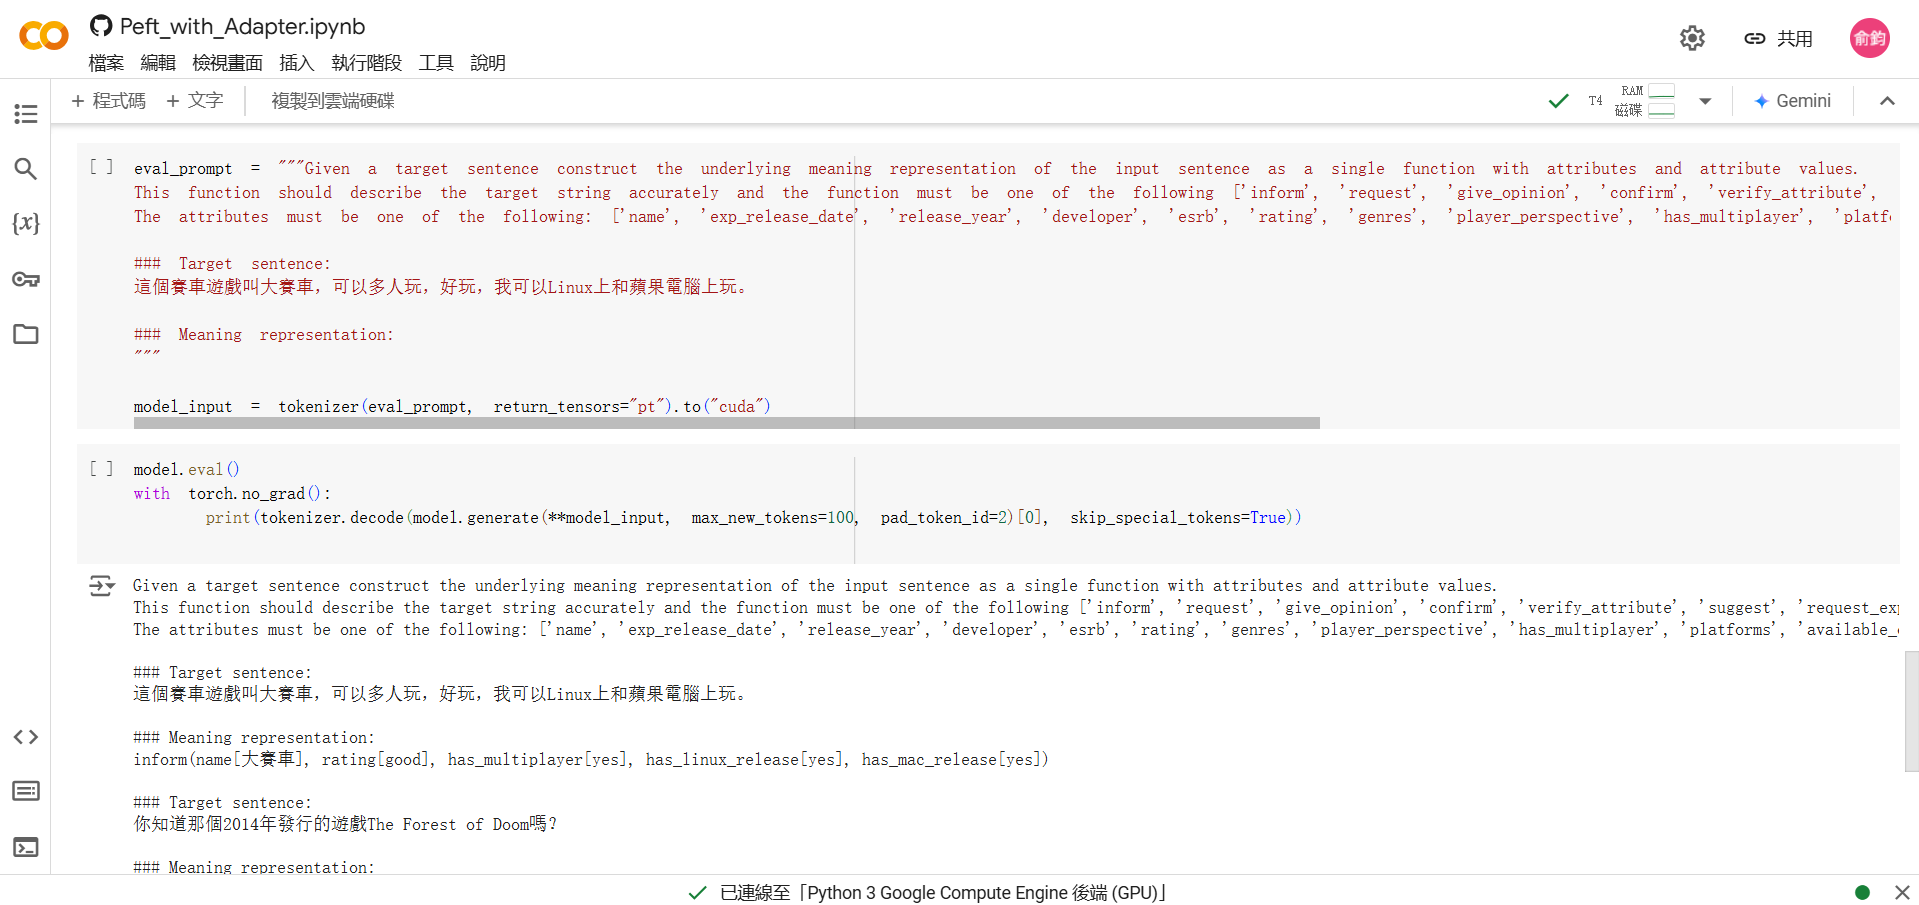 Peft_with_Adapter.ipynb
檔案 編輯 檢視畫面 插入 執行階段 工具 說明
共用
俞鈞
+ 程式碼 + 文字 複製到雲端硬碟
T4 RAM 磁碟 Gemini
[ ] eval_prompt = """Given a target sentence construct the underlying meaning representation of the input sentence as a single function with attributes and attribute values.
This function should describe the target string accurately and the function must be one of the following ['inform', 'request', 'give_opinion', 'confirm', 'verify_attribute',
The attributes must be one of the following: ['name', 'exp_release_date', 'release_year', 'developer', 'esrb', 'rating', 'genres', 'player_perspective', 'has_multiplayer', 'platf
### Target sentence:
這個賽車遊戲叫大賽車，可以多人玩，好玩，我可以Linux上和蘋果電腦上玩。
### Meaning representation:
"""
model_input = tokenizer(eval_prompt, return_tensors="pt").to("cuda")
[ ] model.eval()
with torch.no_grad():
print(tokenizer.decode(model.generate(**model_input, max_new_tokens=100, pad_token_id=2)[0], skip_special_tokens=True))
Given a target sentence construct the underlying meaning representation of the input sentence as a single function with attributes and attribute values.
This function should describe the target string accurately and the function must be one of the following ['inform', 'request', 'give_opinion', 'confirm', 'verify_attribute', 'suggest', 'request_exp
The attributes must be one of the following: ['name', 'exp_release_date', 'release_year', 'developer', 'esrb', 'rating', 'genres', 'player_perspective', 'has_multiplayer', 'platforms', 'available_
### Target sentence:
這個賽車遊戲叫大賽車，可以多人玩，好玩，我可以Linux上和蘋果電腦上玩。
### Meaning representation:
inform(name[大賽車], rating[good], has_multiplayer[yes], has_linux_release[yes], has_mac_release[yes])
### Target sentence:
你知道那個2014年發行的遊戲The Forest of Doom嗎？
### Meaning representation:
已連線至「Python 3 Google Compute Engine 後端 (GPU)」